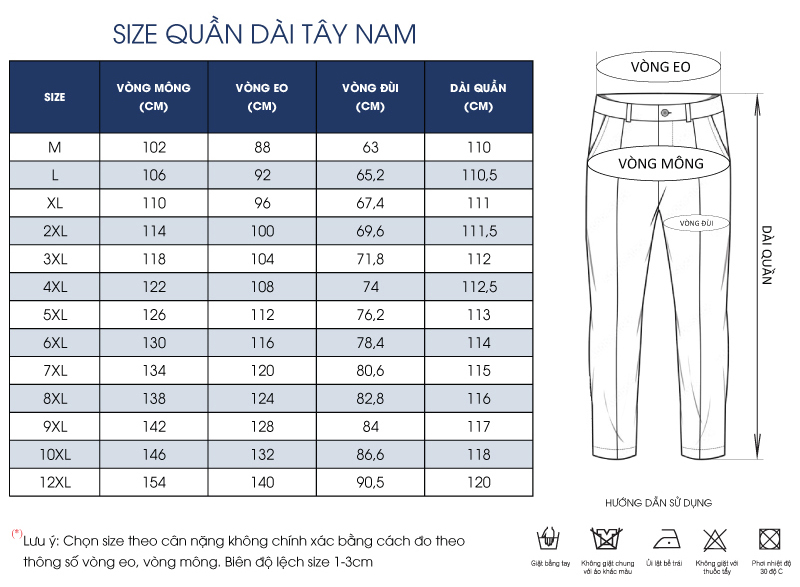 SIZE QUẦN DÀI TÂY NAM
SIZE VÒNG MÔNG (CM) VÒNG EO (CM) VÒNG ĐÙI (CM) DÀI QUẦN (CM)
M 102 88 63 110
L 106 92 65,2 110,5
XL 110 96 67,4 111
2XL 114 100 69,6 111,5
3XL 118 104 71,8 112
4XL 122 108 74 112,5
5XL 126 112 76,2 113
6XL 130 116 78,4 114
7XL 134 120 80,6 115
8XL 138 124 82,8 116
9XL 142 128 84 117
10XL 146 132 86,6 118
12XL 154 140 90,5 120
(*) Lưu ý: Chọn size theo cân nặng không chính xác bằng cách đo theo
thông số vòng eo, vòng mông. Biên độ lệch size 1-3cm
VÒNG EO
VÒNG MÔNG
VÒNG ĐÙI
DÀI QUẦN
HƯỚNG DẪN SỬ DỤNG
Giặt bằng tay
Không giặt chung
với áo khác màu
Ủi lật bề trái
Không giặt với
thuốc tẩy
Phơi nhiệt độ
30 độ C